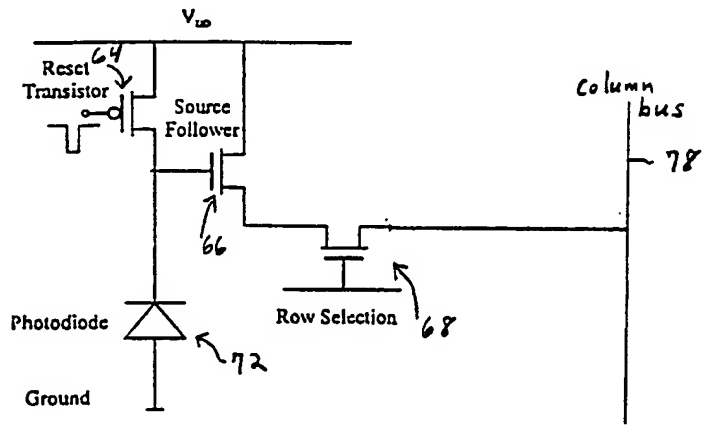 VDD
64
Reset
Transistor
Source
Follower
66
column
bus
78
Row Selection
68
Photodiode
72
Ground